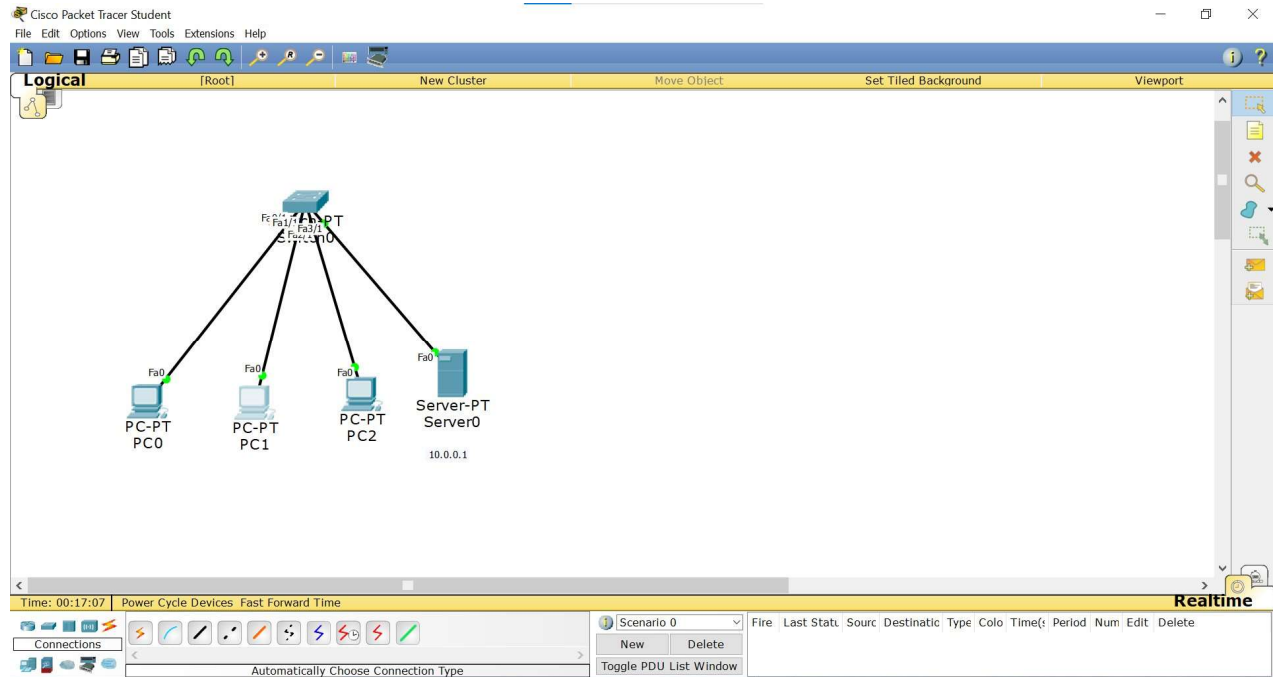 Cisco Packet Tracer Student
File Edit Options View Tools Extensions Help
Logical [Root] New Cluster Move Object Set Tiled Background Viewport
PT
Fa1/1
Fa3/1
Fa0 Fa0 Fa0 Fa0
PC-PT
PC0
PC-PT
PC1
PC-PT
PC2
Server-PT
Server0
10.0.0.1
Time: 00:17:07 Power Cycle Devices Fast Forward Time Realtime
Connections
Automatically Choose Connection Type
Scenario 0
New Delete
Toggle PDU List Window
Fire Last Statu Sourc Destinatic Type Colo Time(s Period Num Edit Delete